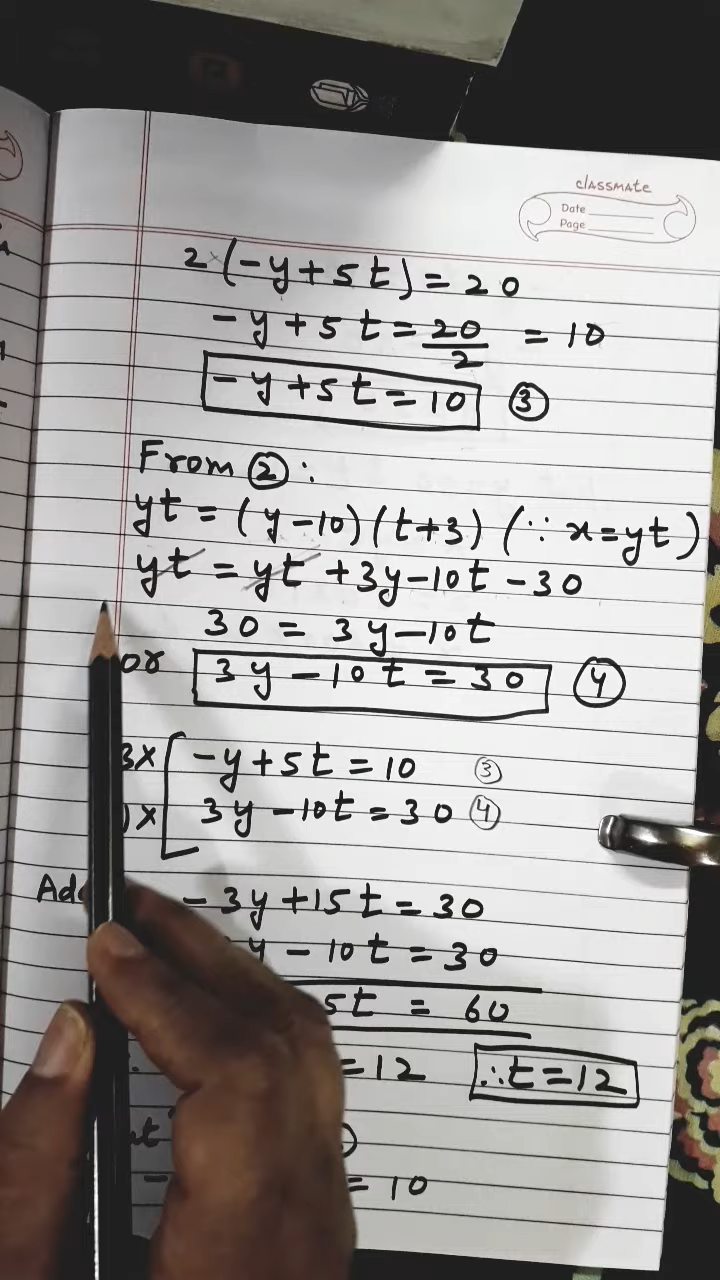 classmate
Date
Page
2 (-y+5t) = 20
-y+5t = 20/2 = 10
-y+5t = 10 ③
From ②:
yt = (y-10)(t+3) (∵ x=yt)
yt = yt +3y-10t -30
30 = 3y-10t
or 3y-10t = 30 ④
3× -y+5t = 10 ③
× 3y-10t = 30 ④
-3y+15t = 30
y - 10t = 30
5t = 60
=12 ∴t=12
= 10